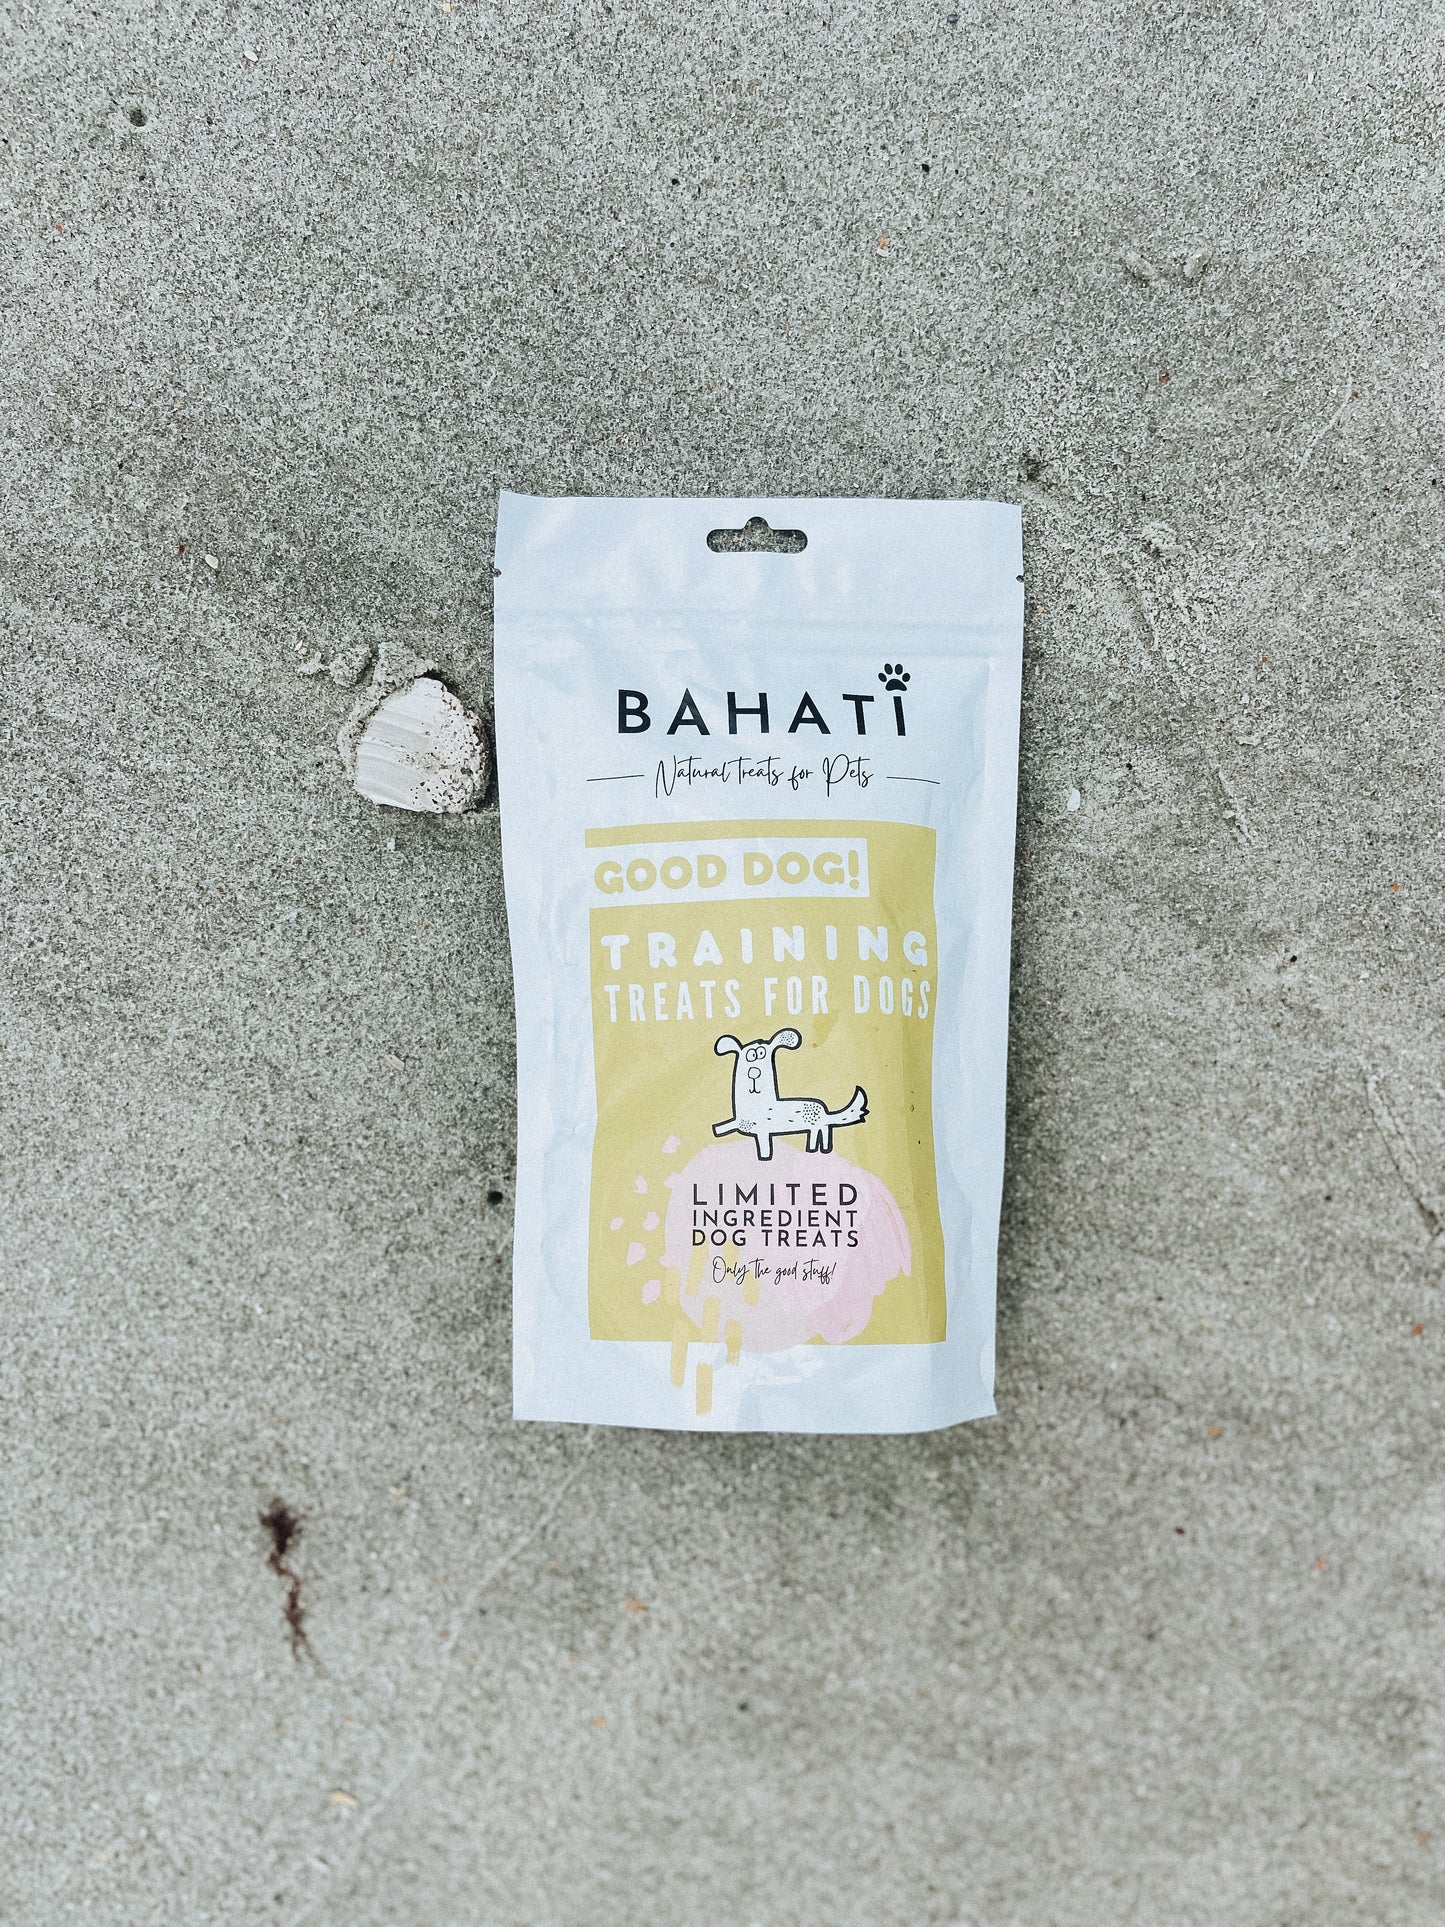 BAHATI
Natural treats for Pets
GOOD DOG!
TRAINING
TREATS FOR DOGS
LIMITED
INGREDIENT
DOG TREATS
Only the good stuff!